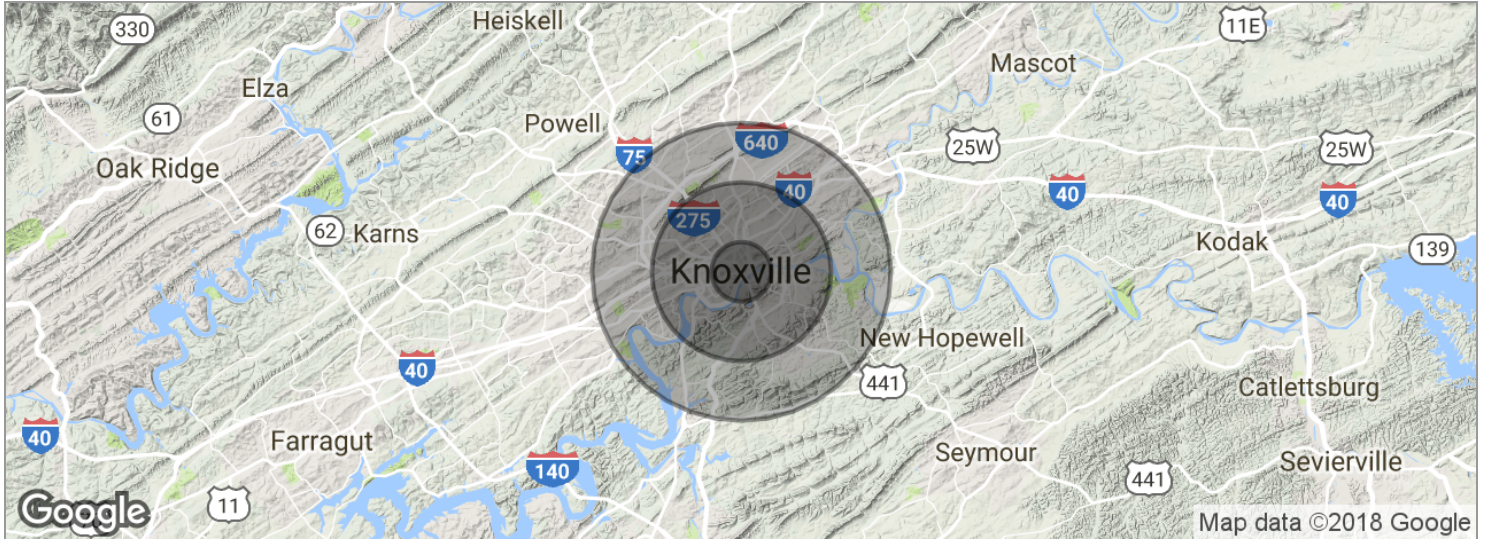 Heiskell
330
11E
Mascot
Elza
61
Powell
640
25W
25W
75
Oak Ridge
40
40
40
275
62
Karns
Kodak
139
Knoxville
New Hopewell
40
441
Catlettsburg
40
Farragut
Seymour
Sevierville
140
441
11
Google
Map data ©2018 Google